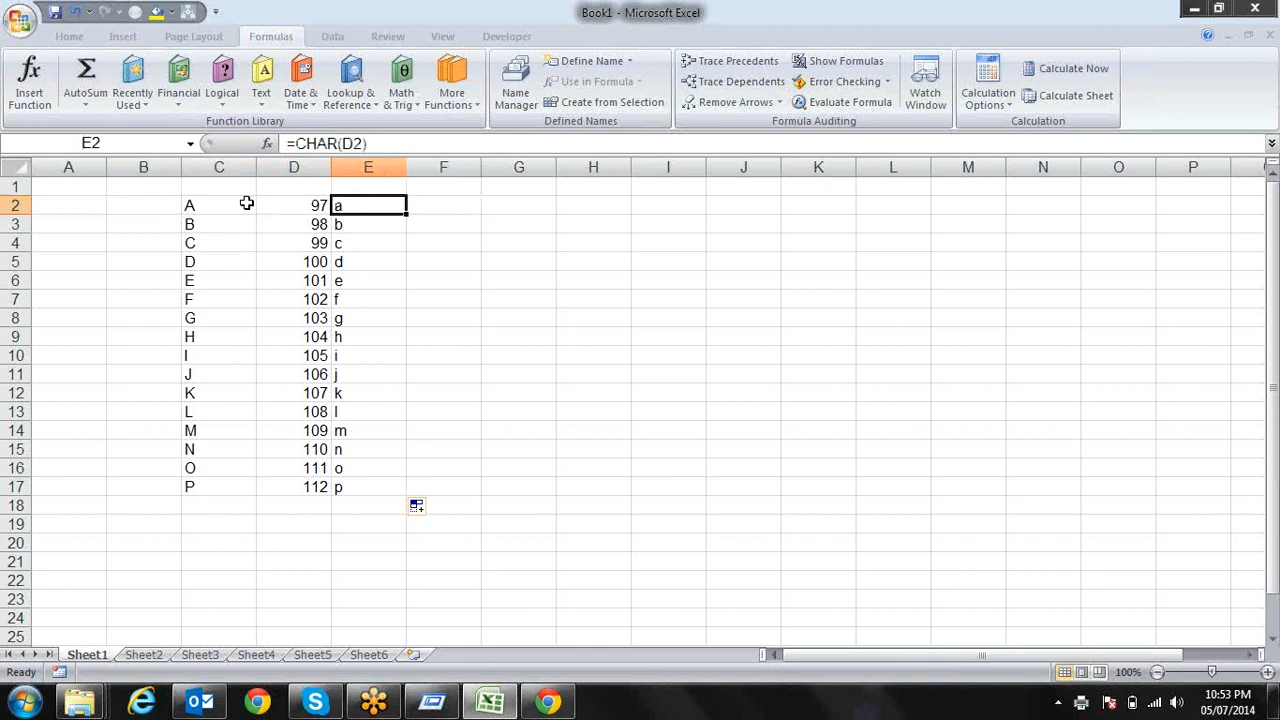 Book1 - Microsoft Excel
Home Insert Page Layout Formulas Data Review View Developer
Insert Function
AutoSum
Recently Used
Financial
Logical
Text
Date & Time
Lookup & Reference
Math & Trig
More Functions
Function Library
Name Manager
Define Name
Use in Formula
Create from Selection
Defined Names
Trace Precedents
Trace Dependents
Remove Arrows
Show Formulas
Error Checking
Evaluate Formula
Watch Window
Formula Auditing
Calculation Options
Calculate Now
Calculate Sheet
Calculation
E2 fx =CHAR(D2)
A B C D E F G H I J K L M N O P
1
2 A 97 a
3 B 98 b
4 C 99 c
5 D 100 d
6 E 101 e
7 F 102 f
8 G 103 g
9 H 104 h
10 I 105 i
11 J 106 j
12 K 107 k
13 L 108 l
14 M 109 m
15 N 110 n
16 O 111 o
17 P 112 p
18
19
20
21
22
23
24
25
Sheet1 Sheet2 Sheet3 Sheet4 Sheet5 Sheet6
Ready 100%
10:53 PM
05/07/2014